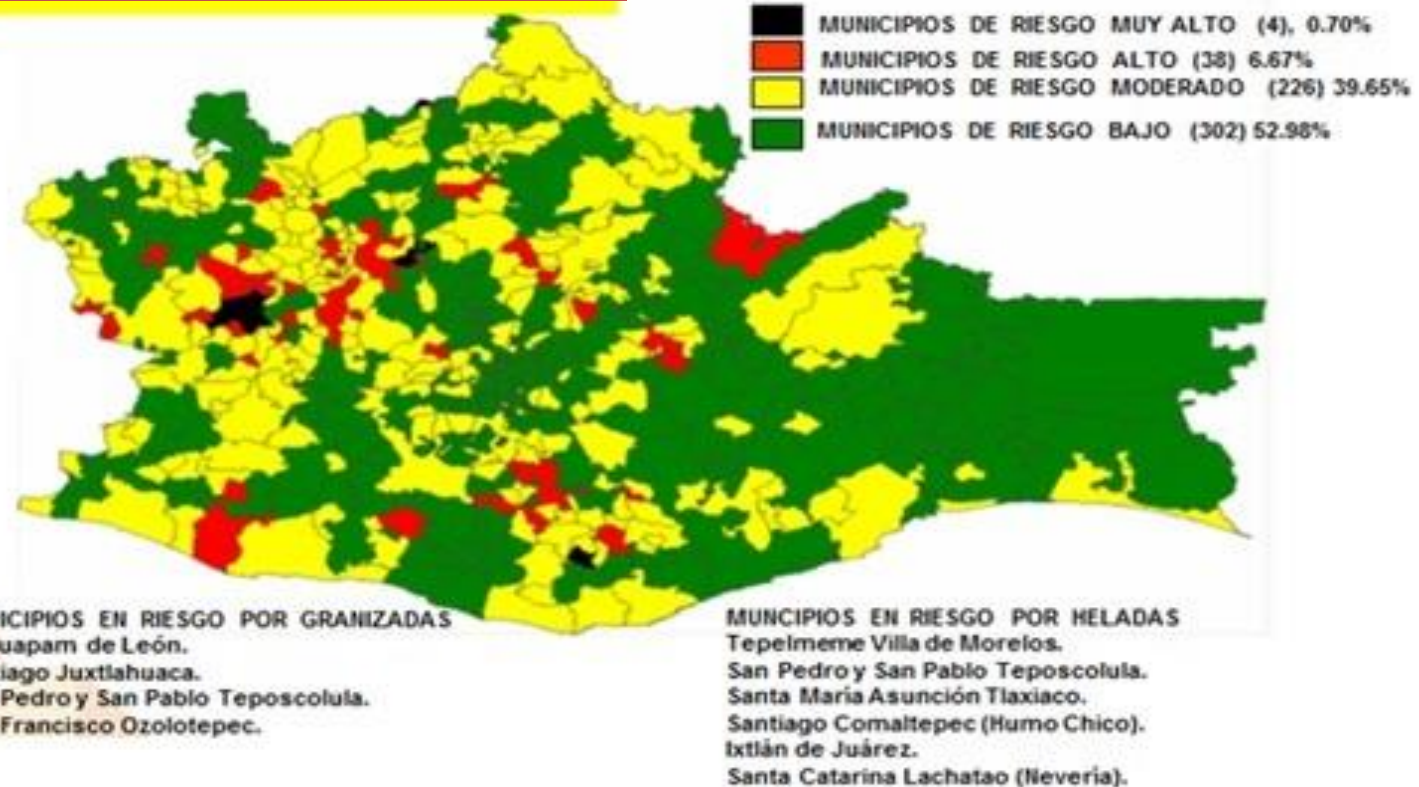 MUNICIPIOS DE RIESGO MUY ALTO (4), 0.70%
MUNICIPIOS DE RIESGO ALTO (38) 6.67%
MUNICIPIOS DE RIESGO MODERADO (226) 39.65%
MUNICIPIOS DE RIESGO BAJO (302) 52.98%
ICIPIOS EN RIESGO POR GRANIZADAS
uapam de León.
iago Juxtlahuaca.
Pedro y San Pablo Teposcolula.
Francisco Ozolotepec.
MUNCIPIOS EN RIESGO POR HELADAS
Tepelmeme Villa de Morelos.
San Pedro y San Pablo Teposcolula.
Santa María Asunción Tlaxiaco.
Santiago Comaltepec (Humo Chico).
Ixtlán de Juárez.
Santa Catarina Lachatao (Nevería).